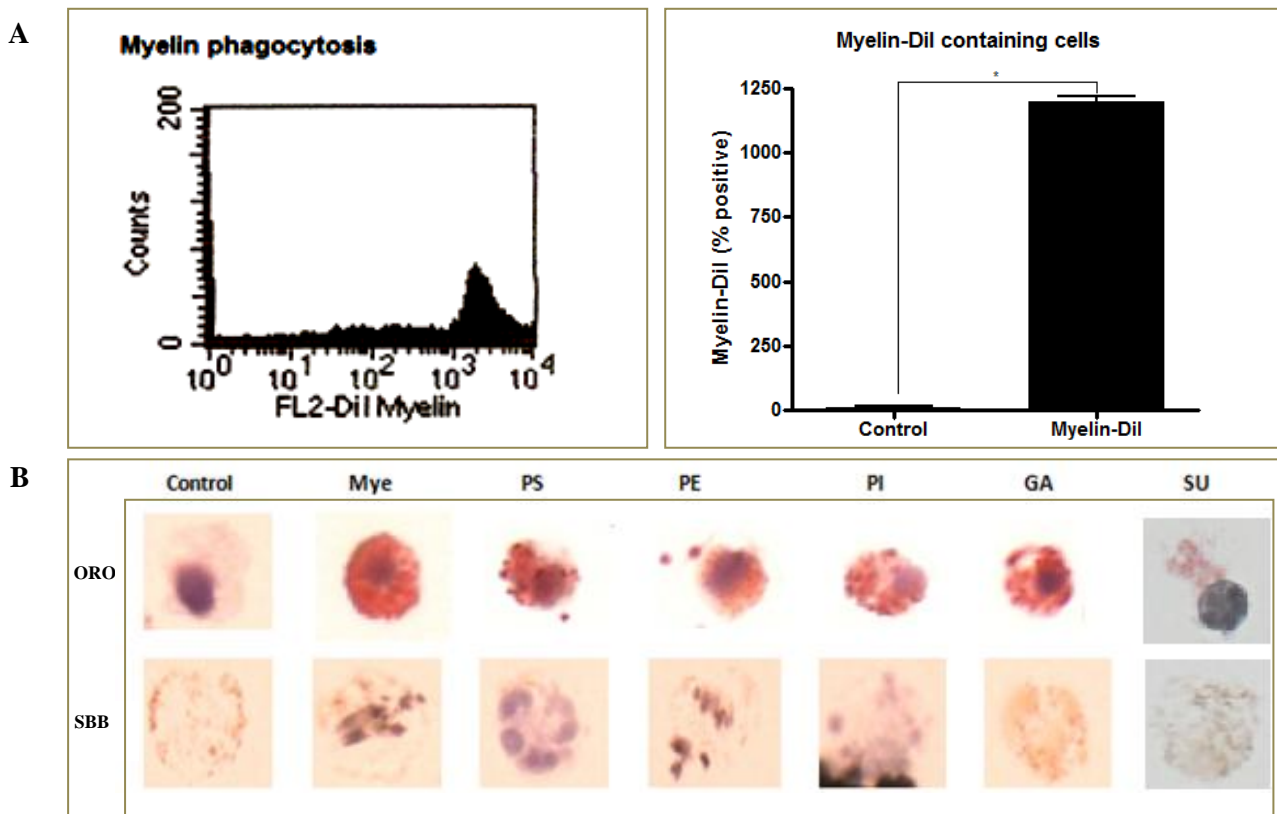 A
Myelin phagocytosis
200
Counts
0
10^0 10^1 10^2 10^3 10^4
FL2-DiI Myelin
Myelin-DiI containing cells
*
Myelin-DiI (% positive)
1250
1000
750
500
250
0
Control Myelin-DiI
B
Control Mye PS PE PI GA SU
ORO
SBB